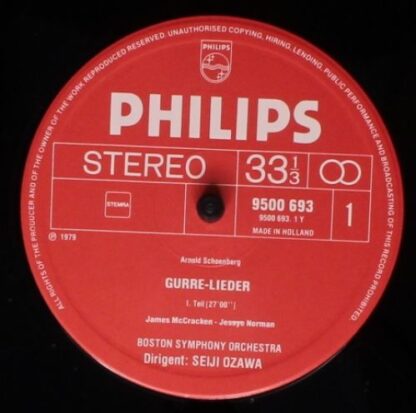 ALL RIGHTS OF THE PRODUCER AND OF THE OWNER OF THE WORK REPRODUCED RESERVED. UNAUTHORISED COPYING, HIRING, LENDING, PUBLIC PERFORMANCE AND BROADCASTING OF THIS RECORD PROHIBITED
PHILIPS
PHILIPS
STEREO 33⅓
STEMRA
9500 693
9500 693. 1 Y
MADE IN HOLLAND
1
℗ 1979
Arnold Schoenberg
GURRE-LIEDER
I. Teil [27'00'']
James McCracken - Jessye Norman
BOSTON SYMPHONY ORCHESTRA
Dirigent: SEIJI OZAWA